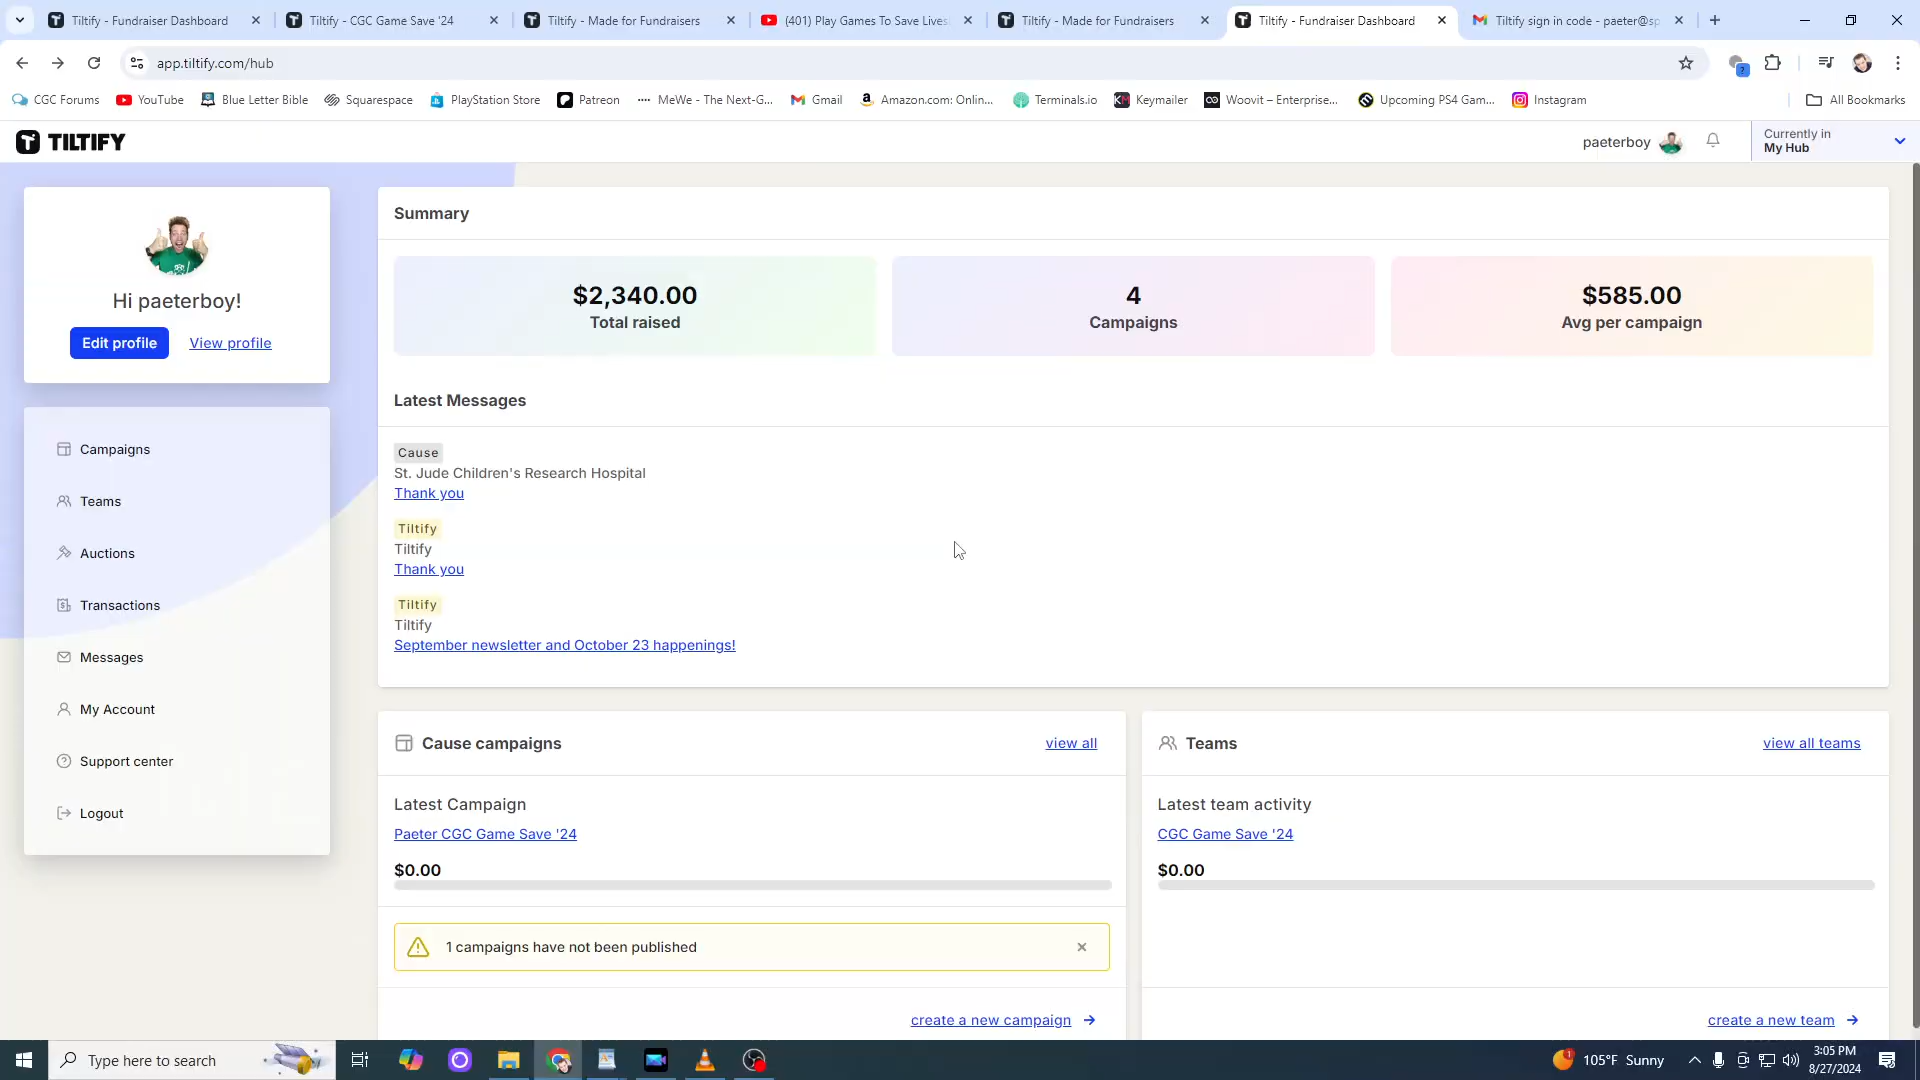 Tiltify - Fundraiser Dashboard
Tiltify - CGC Game Save '24
Tiltify - Made for Fundraisers
(401) Play Games To Save Lives
Tiltify - Made for Fundraisers
Tiltify - Fundraiser Dashboard
Tiltify sign in code - paeter@sp
app.tiltify.com/hub
CGC Forums
YouTube
Blue Letter Bible
Squarespace
PlayStation Store
Patreon
MeWe - The Next-G...
Gmail
Amazon.com: Onlin...
Terminals.io
Keymailer
Woovit – Enterprise...
Upcoming PS4 Gam...
Instagram
All Bookmarks
TILTIFY
paeterboy
Currently in
My Hub
Hi paeterboy!
Edit profile
View profile
Campaigns
Teams
Auctions
Transactions
Messages
My Account
Support center
Logout
Summary
$2,340.00
Total raised
4
Campaigns
$585.00
Avg per campaign
Latest Messages
Cause
St. Jude Children's Research Hospital
Thank you
Tiltify
Tiltify
Thank you
Tiltify
Tiltify
September newsletter and October 23 happenings!
Cause campaigns
view all
Latest Campaign
Paeter CGC Game Save '24
$0.00
1 campaigns have not been published
create a new campaign
Teams
view all teams
Latest team activity
CGC Game Save '24
$0.00
create a new team
Type here to search
105°F Sunny
3:05 PM
8/27/2024